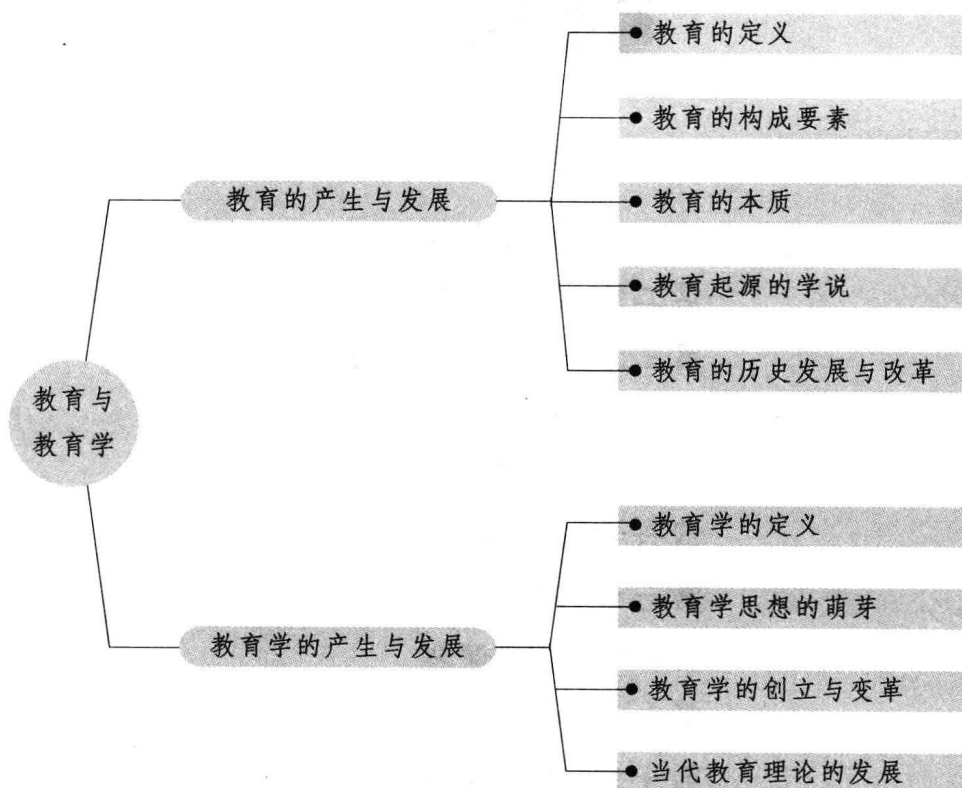 教育与
教育学
教育的产生与发展
教育的定义
教育的构成要素
教育的本质
教育起源的学说
教育的历史发展与改革
教育学的产生与发展
教育学的定义
教育学思想的萌芽
教育学的创立与变革
当代教育理论的发展